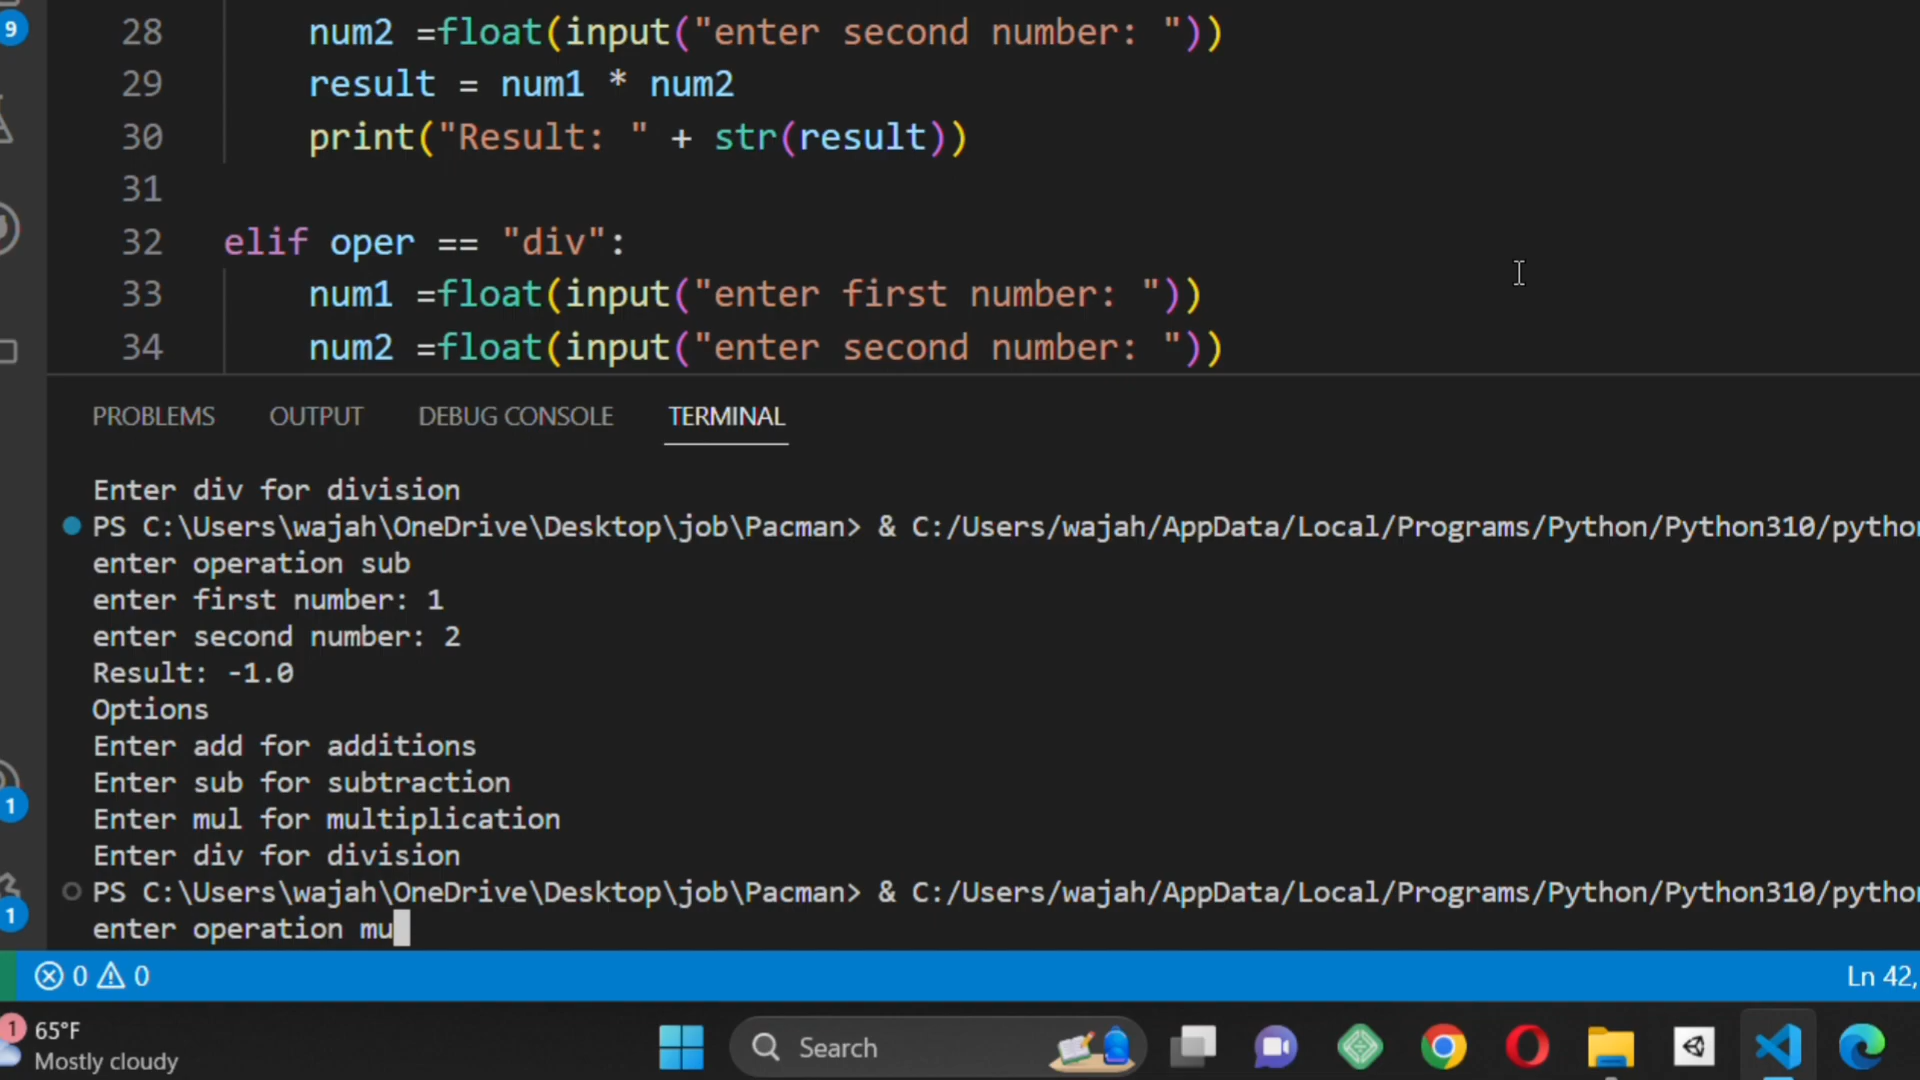 9
28 num2 =float(input("enter second number: "))
29 result = num1 * num2
30 print("Result: " + str(result))
31
32 elif oper == "div":
33 num1 =float(input("enter first number: "))
34 num2 =float(input("enter second number: "))
PROBLEMS OUTPUT DEBUG CONSOLE TERMINAL
Enter div for division
PS C:\Users\wajah\OneDrive\Desktop\job\Pacman> & C:/Users/wajah/AppData/Local/Programs/Python/Python310/python
enter operation sub
enter first number: 1
enter second number: 2
Result: -1.0
Options
Enter add for additions
Enter sub for subtraction
1
Enter mul for multiplication
Enter div for division
PS C:\Users\wajah\OneDrive\Desktop\job\Pacman> & C:/Users/wajah/AppData/Local/Programs/Python/Python310/python
1
enter operation mu
0 0 Ln 42,
1 65°F
Mostly cloudy
Search